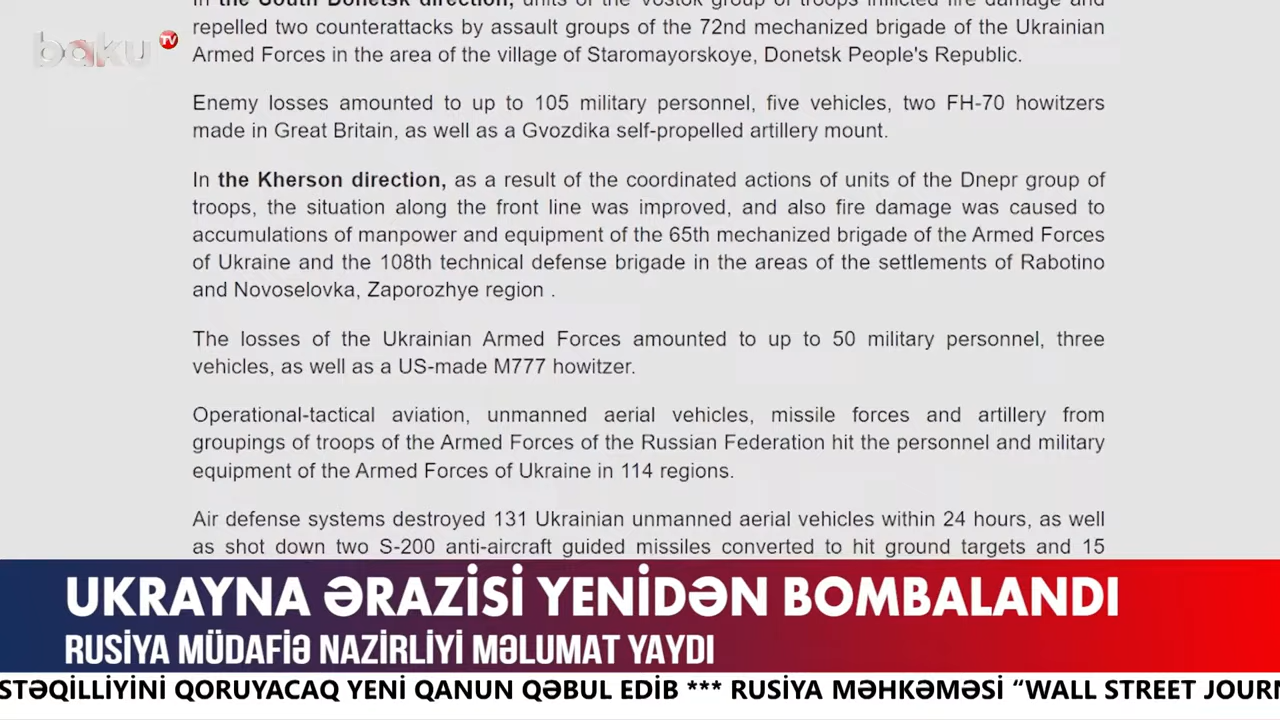 baku TV
In the South Donetsk direction, units of the Vostok group of troops inflicted fire damage and
repelled two counterattacks by assault groups of the 72nd mechanized brigade of the Ukrainian
Armed Forces in the area of the village of Staromayorskoye, Donetsk People's Republic.
Enemy losses amounted to up to 105 military personnel, five vehicles, two FH-70 howitzers
made in Great Britain, as well as a Gvozdika self-propelled artillery mount.
In the Kherson direction, as a result of the coordinated actions of units of the Dnepr group of
troops, the situation along the front line was improved, and also fire damage was caused to
accumulations of manpower and equipment of the 65th mechanized brigade of the Armed Forces
of Ukraine and the 108th technical defense brigade in the areas of the settlements of Rabotino
and Novoselovka, Zaporozhye region .
The losses of the Ukrainian Armed Forces amounted to up to 50 military personnel, three
vehicles, as well as a US-made M777 howitzer.
Operational-tactical aviation, unmanned aerial vehicles, missile forces and artillery from
groupings of troops of the Armed Forces of the Russian Federation hit the personnel and military
equipment of the Armed Forces of Ukraine in 114 regions.
Air defense systems destroyed 131 Ukrainian unmanned aerial vehicles within 24 hours, as well
as shot down two S-200 anti-aircraft guided missiles converted to hit ground targets and 15
UKRAYNA ƏRAZİSİ YENİDƏN BOMBALANDI
RUSİYA MÜDAFİƏ NAZİRLİYİ MƏLUMAT YAYDI
STƏQİLLİYİNİ QORUYACAQ YENİ QANUN QƏBUL EDİB *** RUSİYA MƏHKƏMƏSİ “WALL STREET JOURN